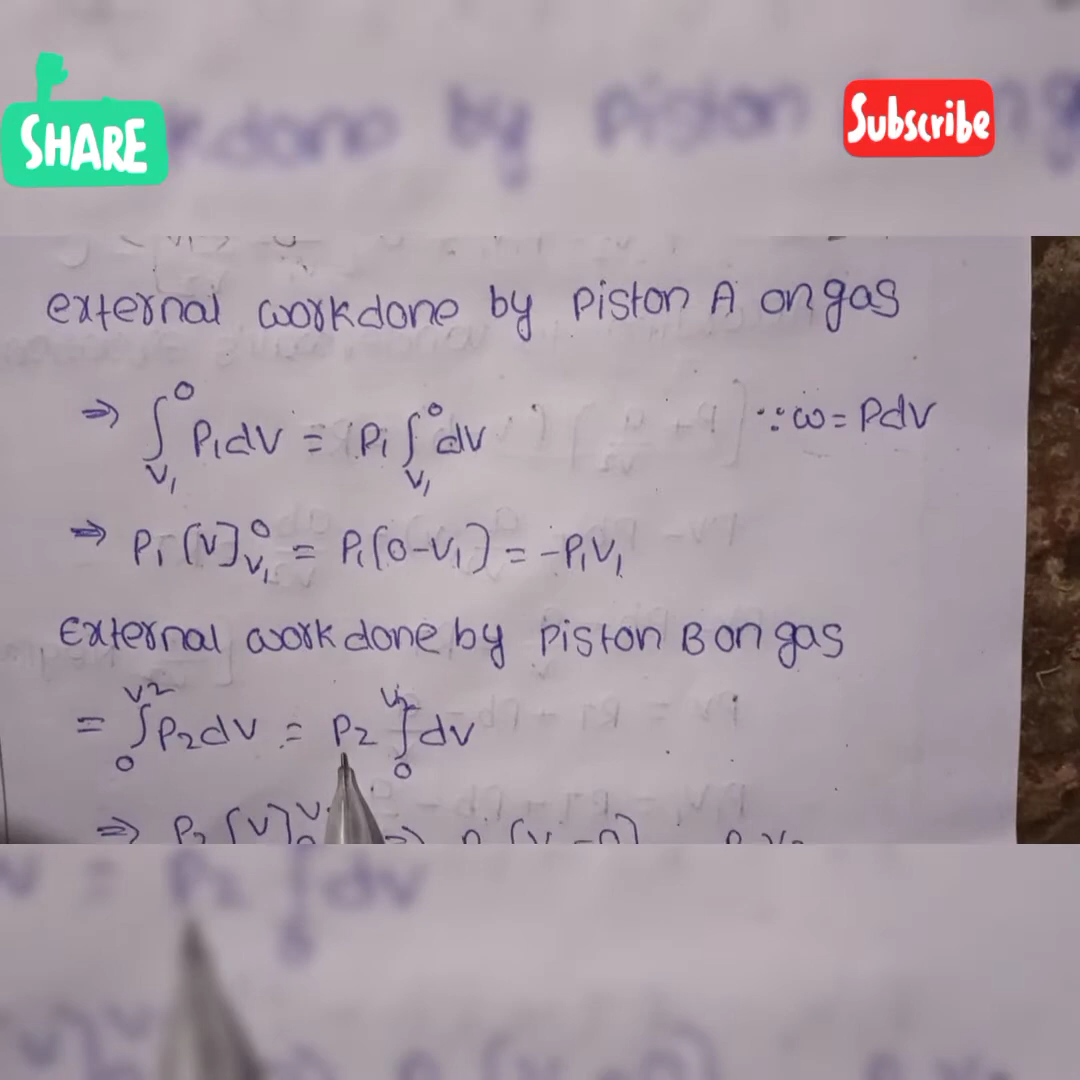 SHARE
Subscribe
external workdone by piston A on gas
⇒ ∫_{V₁}^{0} P₁dV = P₁ ∫_{V₁}^{0} dV ∵ ω = PdV
⇒ P₁ [V]_{V₁}^{0} = P₁[0-V₁] = -P₁V₁
External work done by piston B on gas
= ∫_{0}^{V2} P₂dV = P₂ ∫_{0}^{V₂} dV
⇒ P₂ [V]